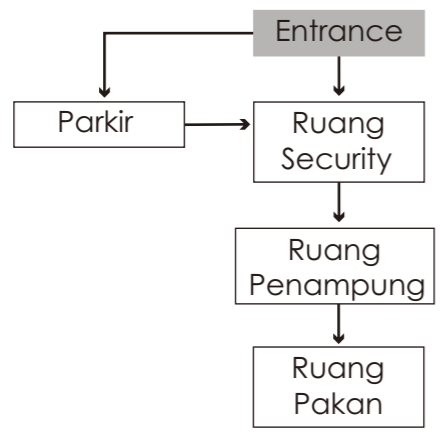 Entrance
Parkir
Ruang
Security
Ruang
Penampung
Ruang
Pakan